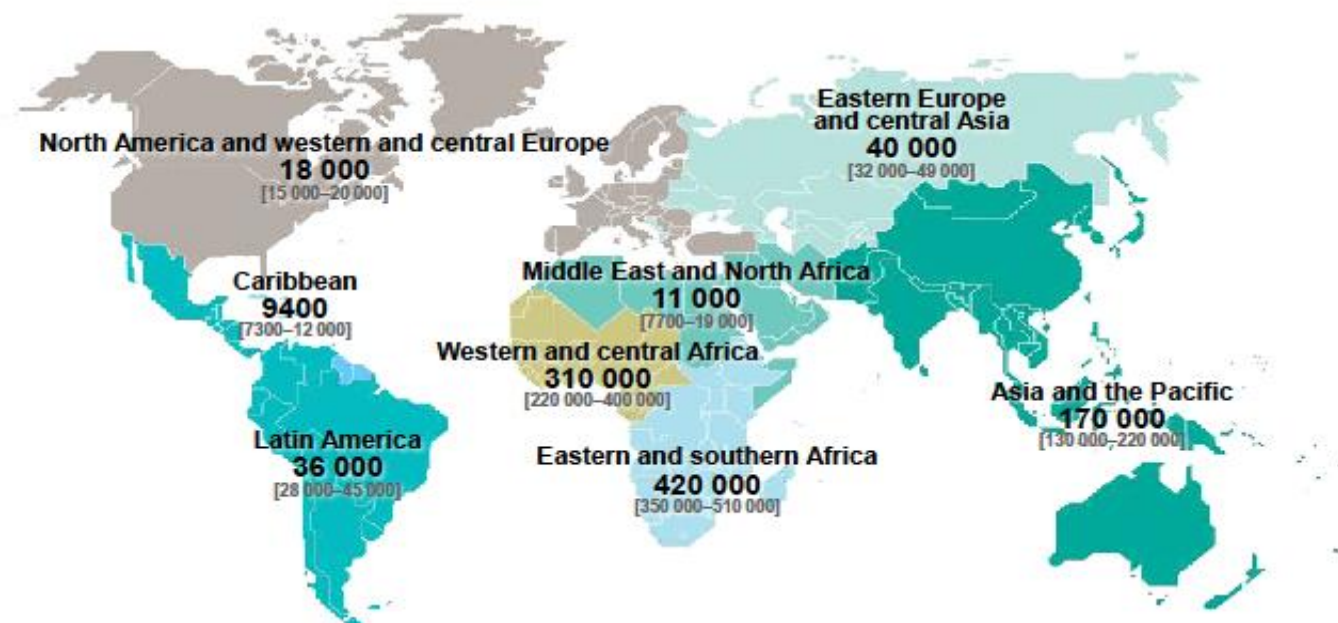 Eastern Europe
and central Asia
40 000
[32 000–49 000]
North America and western and central Europe
18 000
[15 000–20 000]
Middle East and North Africa
11 000
[7700–19 000]
Caribbean
9400
[7300–12 000]
Western and central Africa
310 000
[220 000–400 000]
Asia and the Pacific
170 000
[130 000–220 000]
Latin America
36 000
[28 000–45 000]
Eastern and southern Africa
420 000
[350 000–510 000]